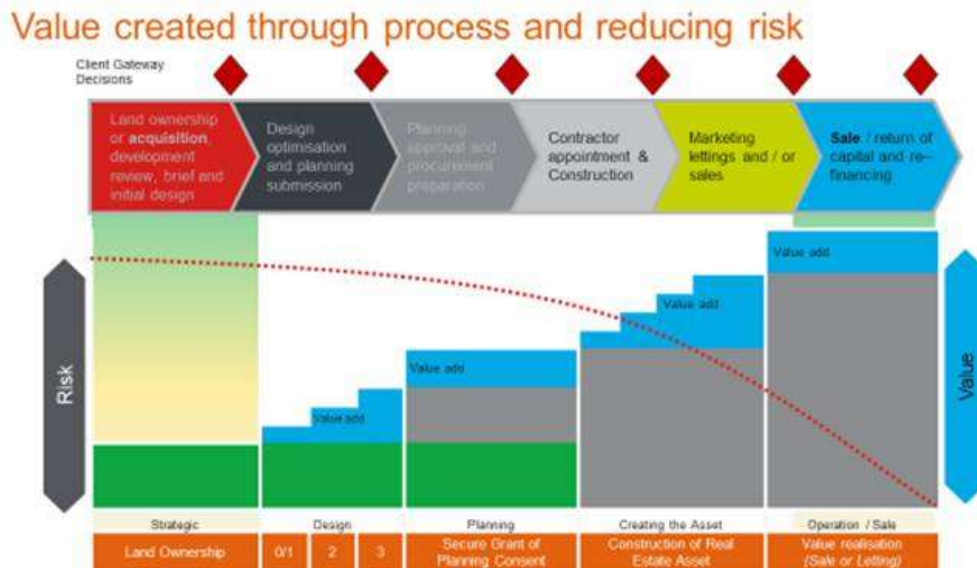 Value created through process and reducing risk
Client Gateway
Decisions
Land ownership
or acquisition,
development
review, brief and
initial design
Design
optimisation
and planning
submission
Planning
approval and
procurement
preparation
Contractor
appointment &
Construction
Marketing
lettings and / or
sales
Sale / return of
capital and re-
financing
Risk
Value add
Value add
Value add
Value add
Value
Strategic
Design
Planning
Creating the Asset
Operation / Sale
Land Ownership
0/1
2
3
Secure Grant of
Planning Consent
Construction of Real
Estate Asset
Value realisation
(Sale or Letting)